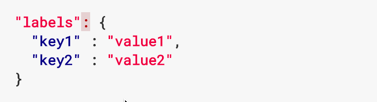 "labels": {
"key1" : "value1",
"key2" : "value2"
}